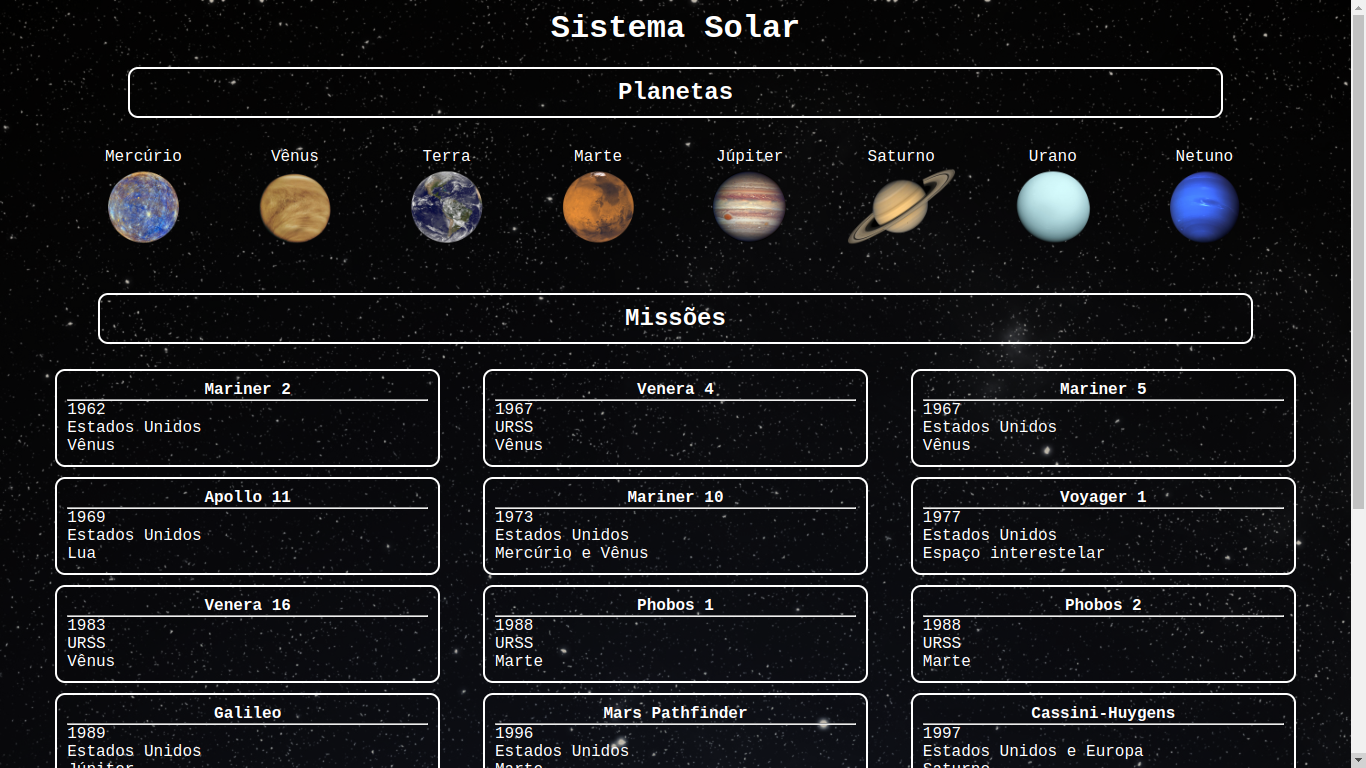 Sistema Solar
Planetas
Mercúrio
Vênus
Terra
Marte
Júpiter
Saturno
Urano
Netuno
Missões
Mariner 2
1962
Estados Unidos
Vênus
Venera 4
1967
URSS
Vênus
Mariner 5
1967
Estados Unidos
Vênus
Apollo 11
1969
Estados Unidos
Lua
Mariner 10
1973
Estados Unidos
Mercúrio e Vênus
Voyager 1
1977
Estados Unidos
Espaço interestelar
Venera 16
1983
URSS
Vênus
Phobos 1
1988
URSS
Marte
Phobos 2
1988
URSS
Marte
Galileo
1989
Estados Unidos
Júpiter
Mars Pathfinder
1996
Estados Unidos
Marte
Cassini-Huygens
1997
Estados Unidos e Europa
Saturno